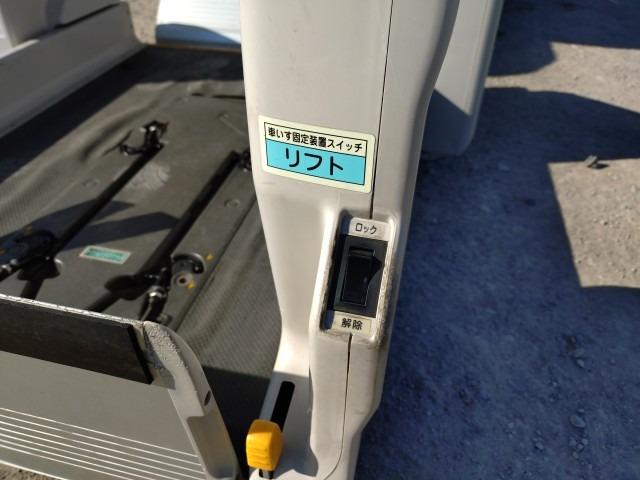 車いす固定装置スイッチ
リフト
ロック
解除